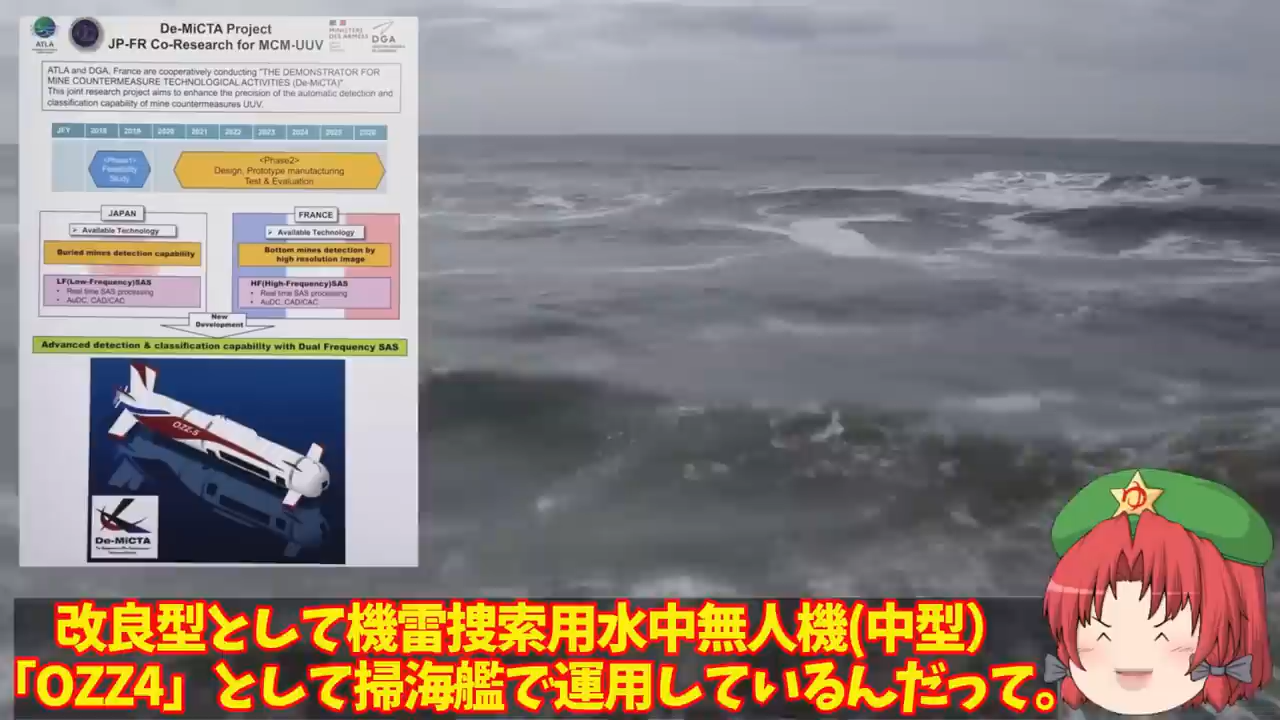 De-MiCTA Project
JP-FR Co-Research for MCM-UUV
ATLA
MINISTÈRE
DES ARMÉES
DGA
ATLA and DGA, France are cooperatively conducting "THE DEMONSTRATOR FOR
MINE COUNTERMEASURE TECHNOLOGICAL ACTIVITIES (De-MiCTA)"
This joint research project aims to enhance the precision of the automatic detection and
classification capability of mine countermeasures UUV.
JFY 2018 2019 2020 2021 2022 2023 2024 2025 2026
<Phase1>
Feasibility
Study
<Phase2>
Design, Prototype manufacturing
Test & Evaluation
JAPAN
Available Technology
Buried mines detection capability
LF(Low-Frequency)SAS
• Real time SAS processing
• AuDC, CAD/CAC
FRANCE
Available Technology
Bottom mines detection by
high resolution image
HF(High-Frequency)SAS
• Real time SAS processing
• AuDC, CAD/CAC
New
Development
Advanced detection & classification capability with Dual Frequency SAS
OZZ-5
De-MiCTA
改良型として機雷捜索用水中無人機(中型）
「OZZ4」として掃海艦で運用しているんだって。